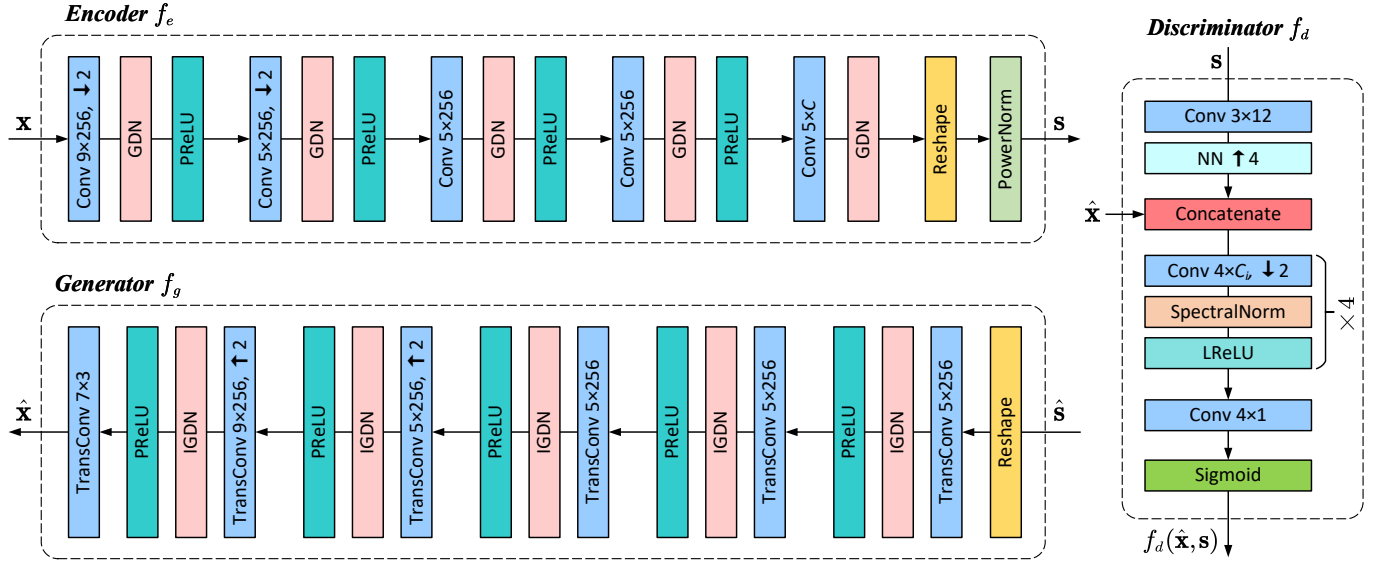 Encoder fₑ
x
Conv 9×256, ↓2
GDN
PReLU
Conv 5×256, ↓2
GDN
PReLU
Conv 5×256
GDN
PReLU
Conv 5×256
GDN
PReLU
Conv 5×C
GDN
Reshape
PowerNorm
s
Generator f_g
x̂
TransConv 7×3
PReLU
IGDN
TransConv 9×256, ↑2
PReLU
IGDN
TransConv 5×256, ↑2
PReLU
IGDN
TransConv 5×256
PReLU
IGDN
TransConv 5×256
PReLU
IGDN
TransConv 5×256
Reshape
ŝ
Discriminator f_d
s
Conv 3×12
NN ↑4
x̂
Concatenate
Conv 4×Cᵢ, ↓2
SpectralNorm
LReLU
×4
Conv 4×1
Sigmoid
f_d(x̂, s)